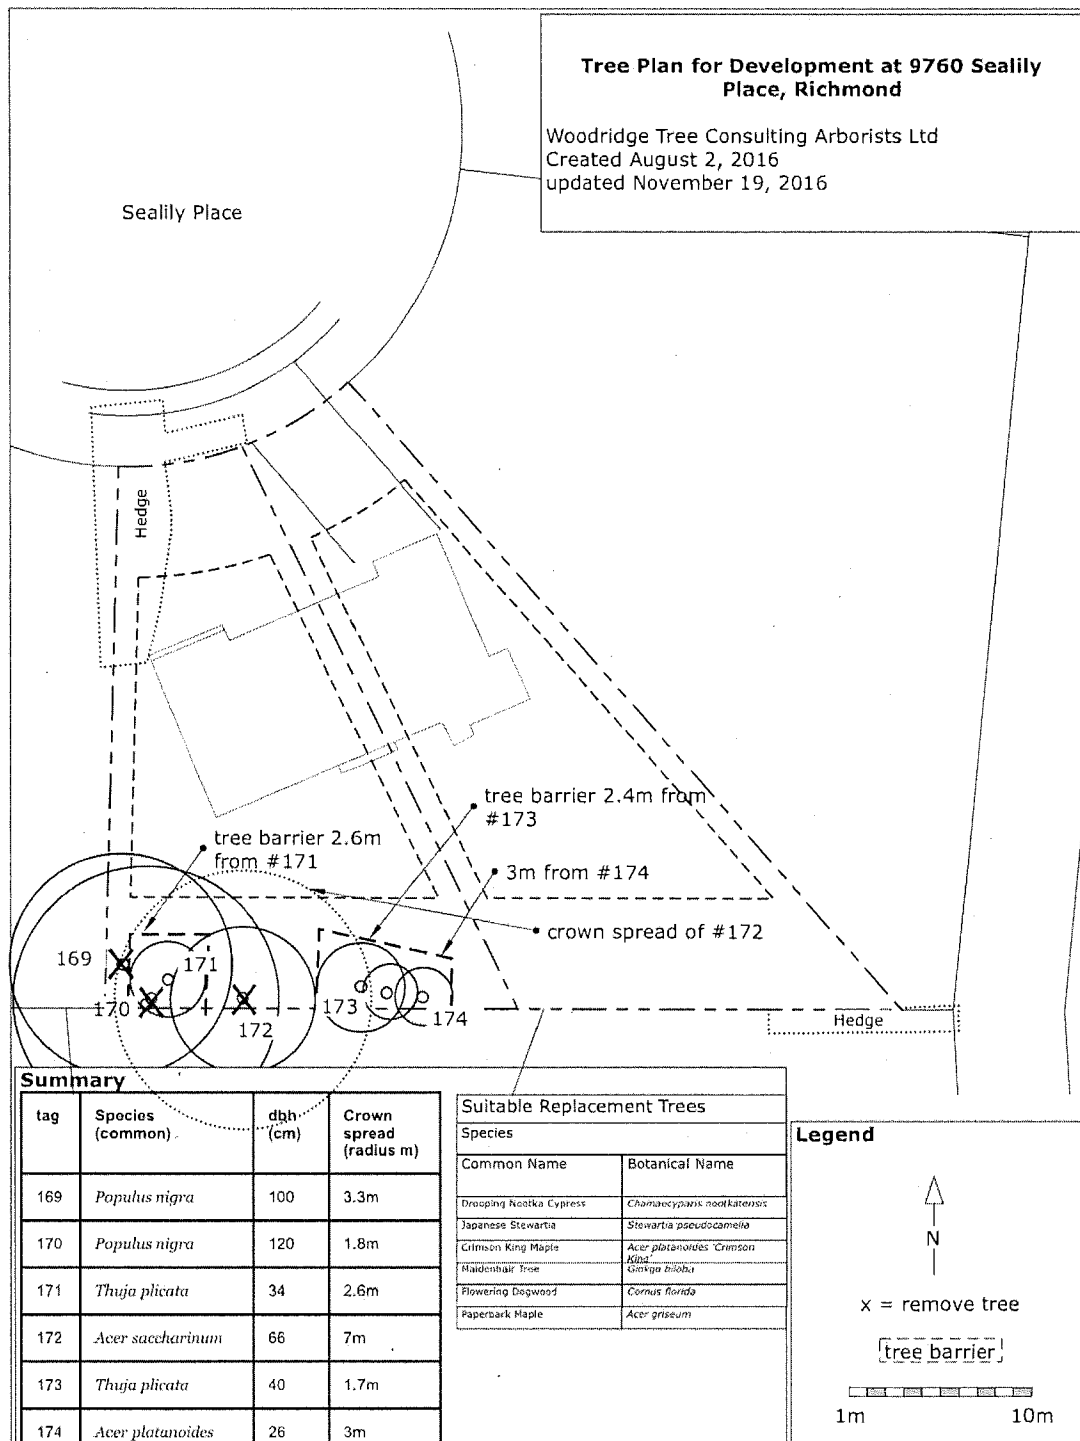 Tree Plan for Development at 9760 Sealily
Place, Richmond
Woodridge Tree Consulting Arborists Ltd
Created August 2, 2016
updated November 19, 2016
Sealily Place
Hedge
tree barrier 2.4m from
#173
tree barrier 2.6m
from #171
3m from #174
crown spread of #172
169
171
170
172
173
174
Hedge
Summary
tag Species (common) dbh (cm) Crown spread (radius m)
169 Populus nigra 100 3.3m
170 Populus nigra 120 1.8m
171 Thuja plicata 34 2.6m
172 Acer saccharinum 66 7m
173 Thuja plicata 40 1.7m
174 Acer platanoides 26 3m
Suitable Replacement Trees
Species
Common Name Botanical Name
Drooping Nootka Cypress Chamaecyparis nootkatensis
Japanese Stewartia Stewartia pseudocamelia
Crimson King Maple Acer platanoides 'Crimson King'
Maidenhair Tree Ginkgo biloba
Flowering Dogwood Cornus florida
Paperbark Maple Acer griseum
Legend
N
x = remove tree
tree barrier
1m 10m